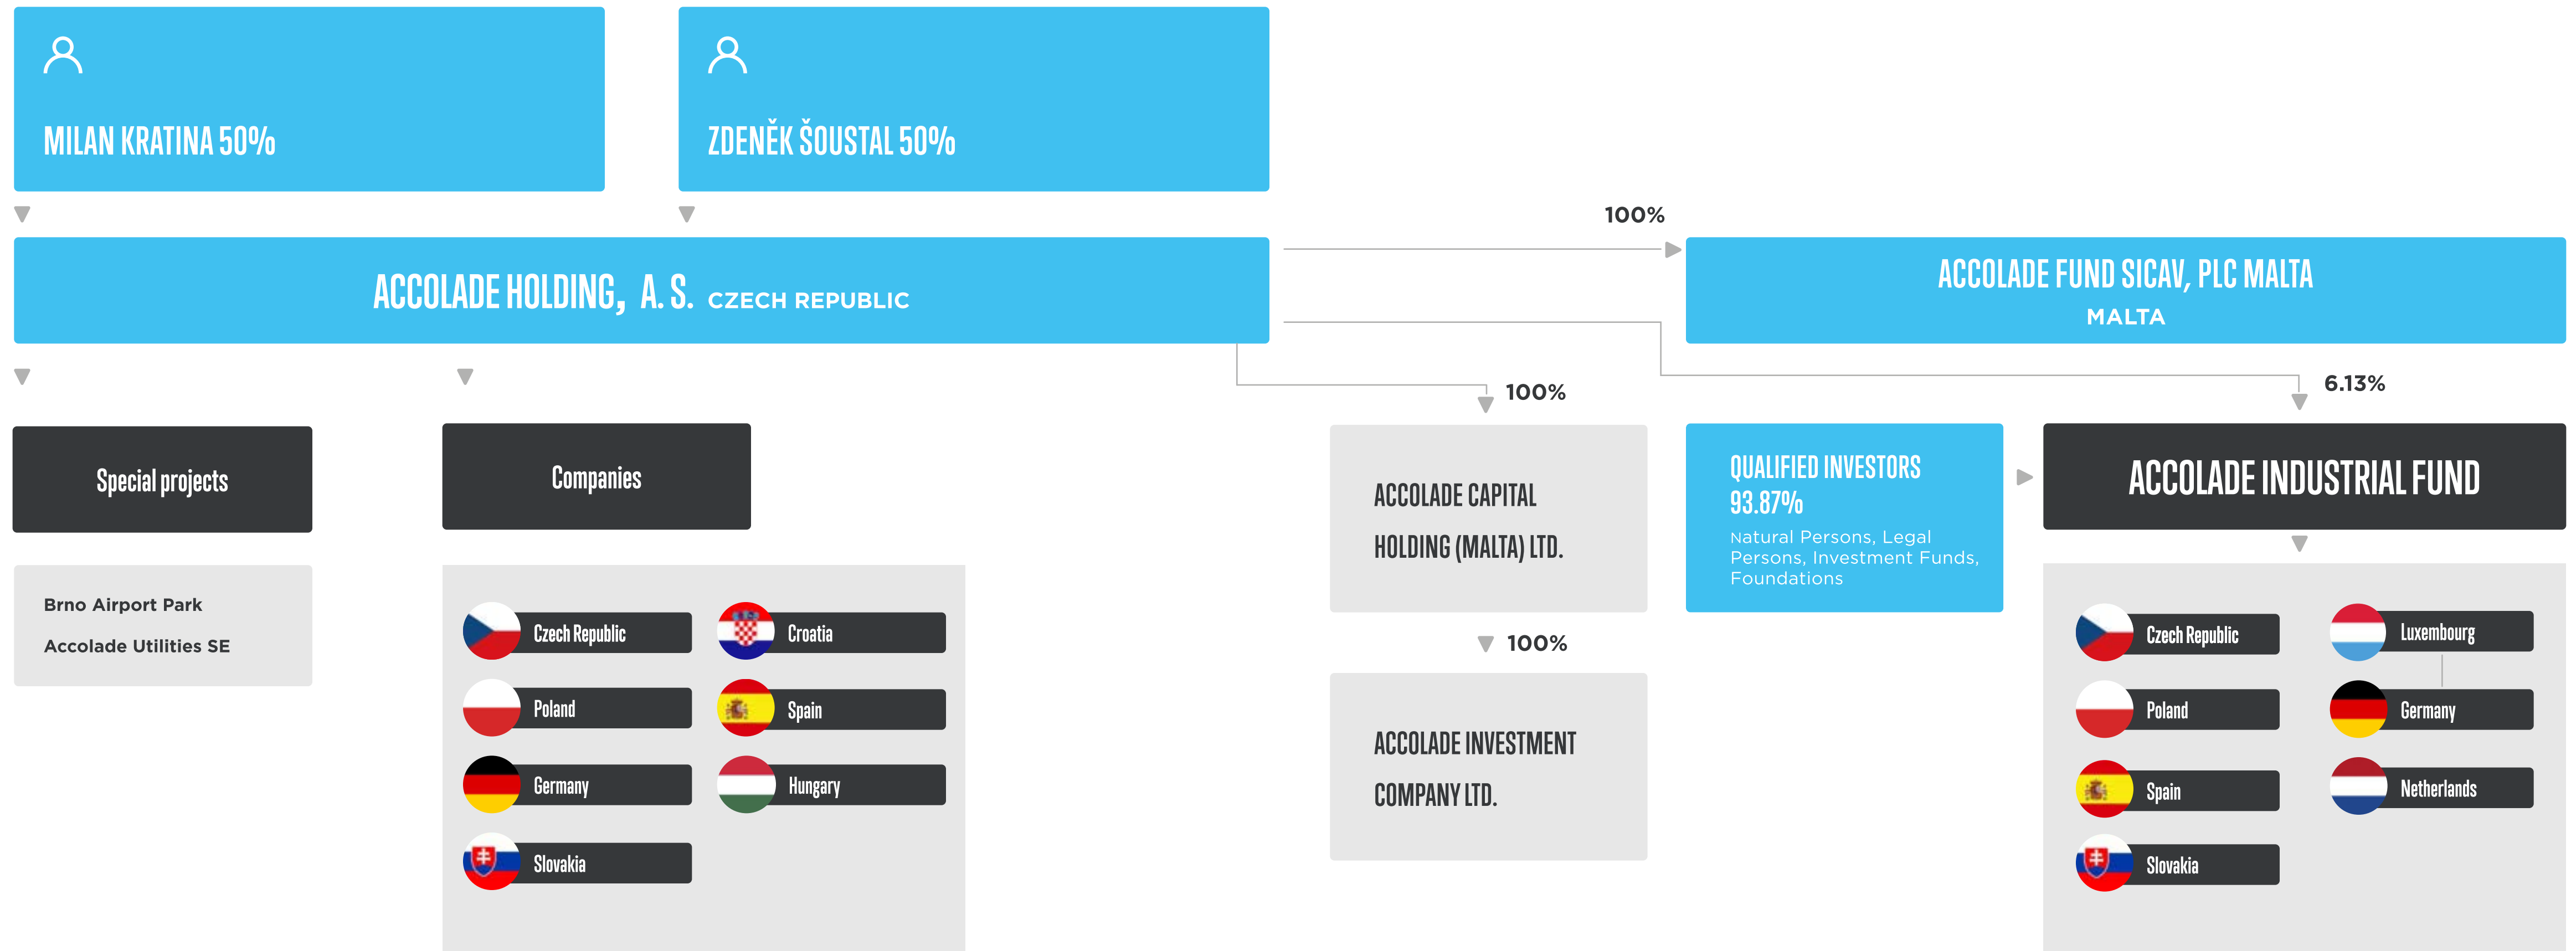 MILAN KRATINA 50%
ZDENĚK ŠOUSTAL 50%
100%
ACCOLADE HOLDING, A. S. CZECH REPUBLIC
ACCOLADE FUND SICAV, PLC MALTA
MALTA
100%
6.13%
Special projects
Companies
ACCOLADE CAPITAL
HOLDING (MALTA) LTD.
QUALIFIED INVESTORS
93.87%
Natural Persons, Legal
Persons, Investment Funds,
Foundations
ACCOLADE INDUSTRIAL FUND
Brno Airport Park
Accolade Utilities SE
Czech Republic
Croatia
Poland
Spain
Germany
Hungary
Slovakia
100%
ACCOLADE INVESTMENT
COMPANY LTD.
Czech Republic
Luxembourg
Poland
Germany
Spain
Netherlands
Slovakia